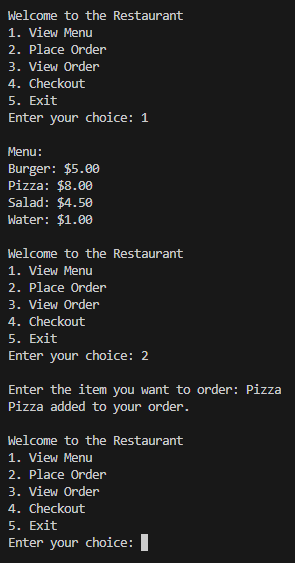 Welcome to the Restaurant
1. View Menu
2. Place Order
3. View Order
4. Checkout
5. Exit
Enter your choice: 1
Menu:
Burger: $5.00
Pizza: $8.00
Salad: $4.50
Water: $1.00
Welcome to the Restaurant
1. View Menu
2. Place Order
3. View Order
4. Checkout
5. Exit
Enter your choice: 2
Enter the item you want to order: Pizza
Pizza added to your order.
Welcome to the Restaurant
1. View Menu
2. Place Order
3. View Order
4. Checkout
5. Exit
Enter your choice: